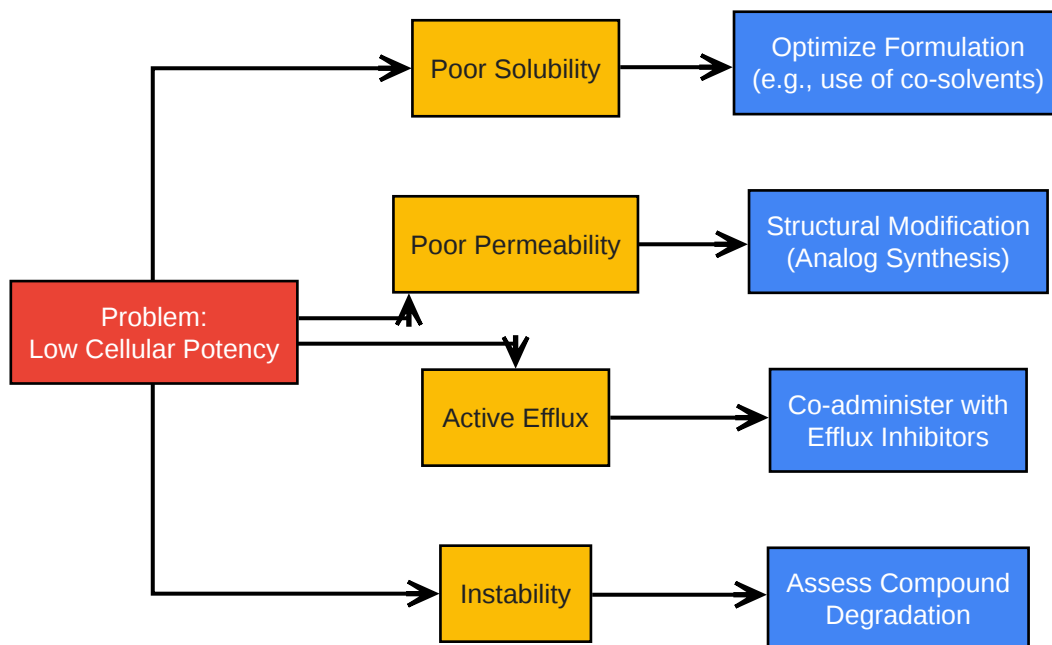 Poor Solubility
Optimize Formulation
(e.g., use of co-solvents)
Poor Permeability
Structural Modification
(Analog Synthesis)
Problem:
Low Cellular Potency
Active Efflux
Co-administer with
Efflux Inhibitors
Instability
Assess Compound
Degradation